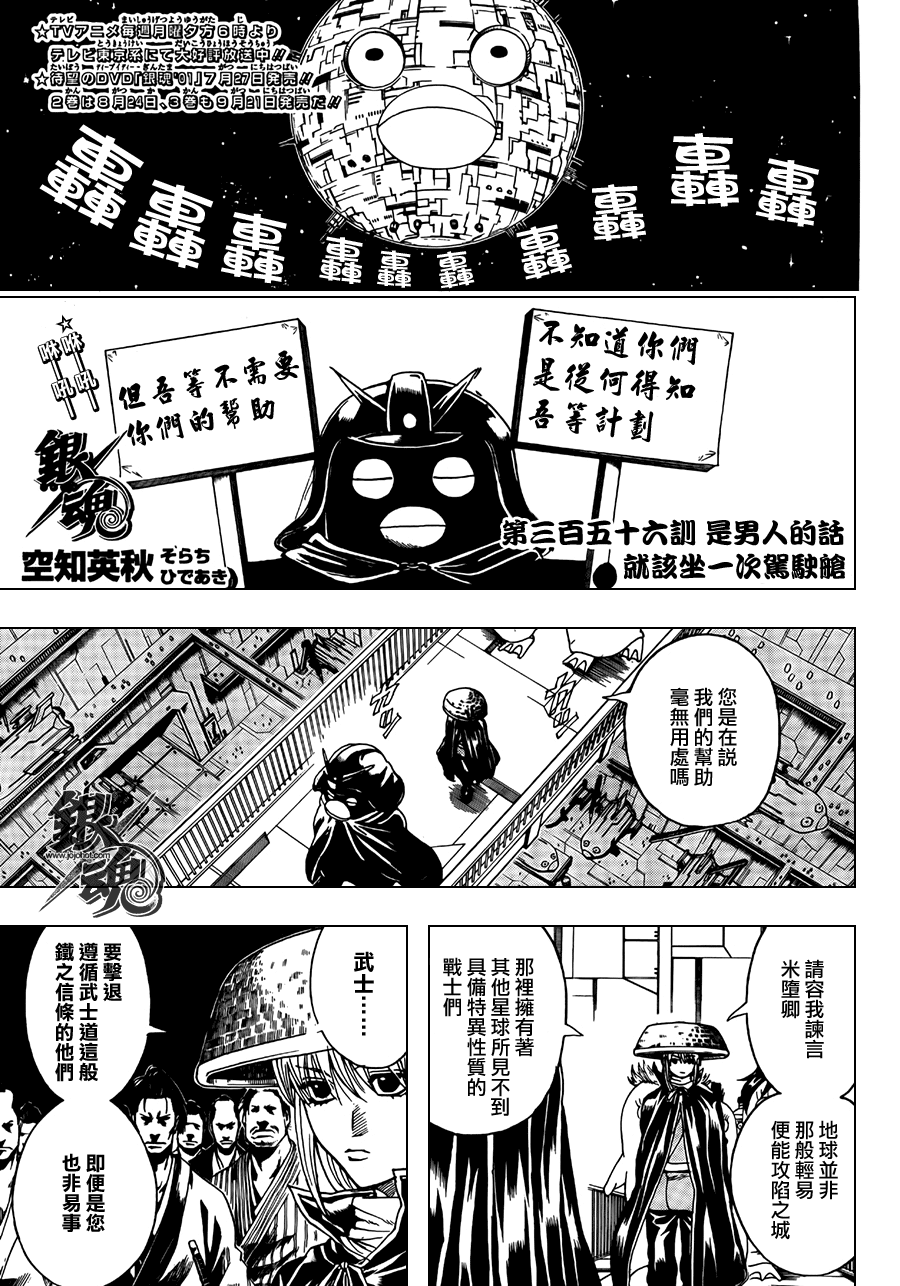 ☆TVアニメ毎週月曜夕方6時より
テレビ東京系にて大好評放送中!!
☆待望のDVD「銀魂'01」7月27日発売!!
2巻は8月24日、3巻も9月21日発売だ!!
轟轟轟轟轟轟轟轟轟轟
不知道你們
是從何得知
吾等計劃
但吾等不需要
你們的幫助
☆咻咻
吼吼
銀魂
空知英秋
そらち
ひであき
第三百五十六訓 是男人的話
就該坐一次駕駛艙
您是在説
我們的幫助
毫無用處嗎
銀魂
www.jojohot.com
請容我諫言
米墮卿
地球並非
那般輕易
便能攻陷之城
那裡擁有著
其他星球所見不到
具備特異性質的
戰士們
武士……
要擊退
遵循武士道這般
鐵之信條的他們
即便是您
也非易事